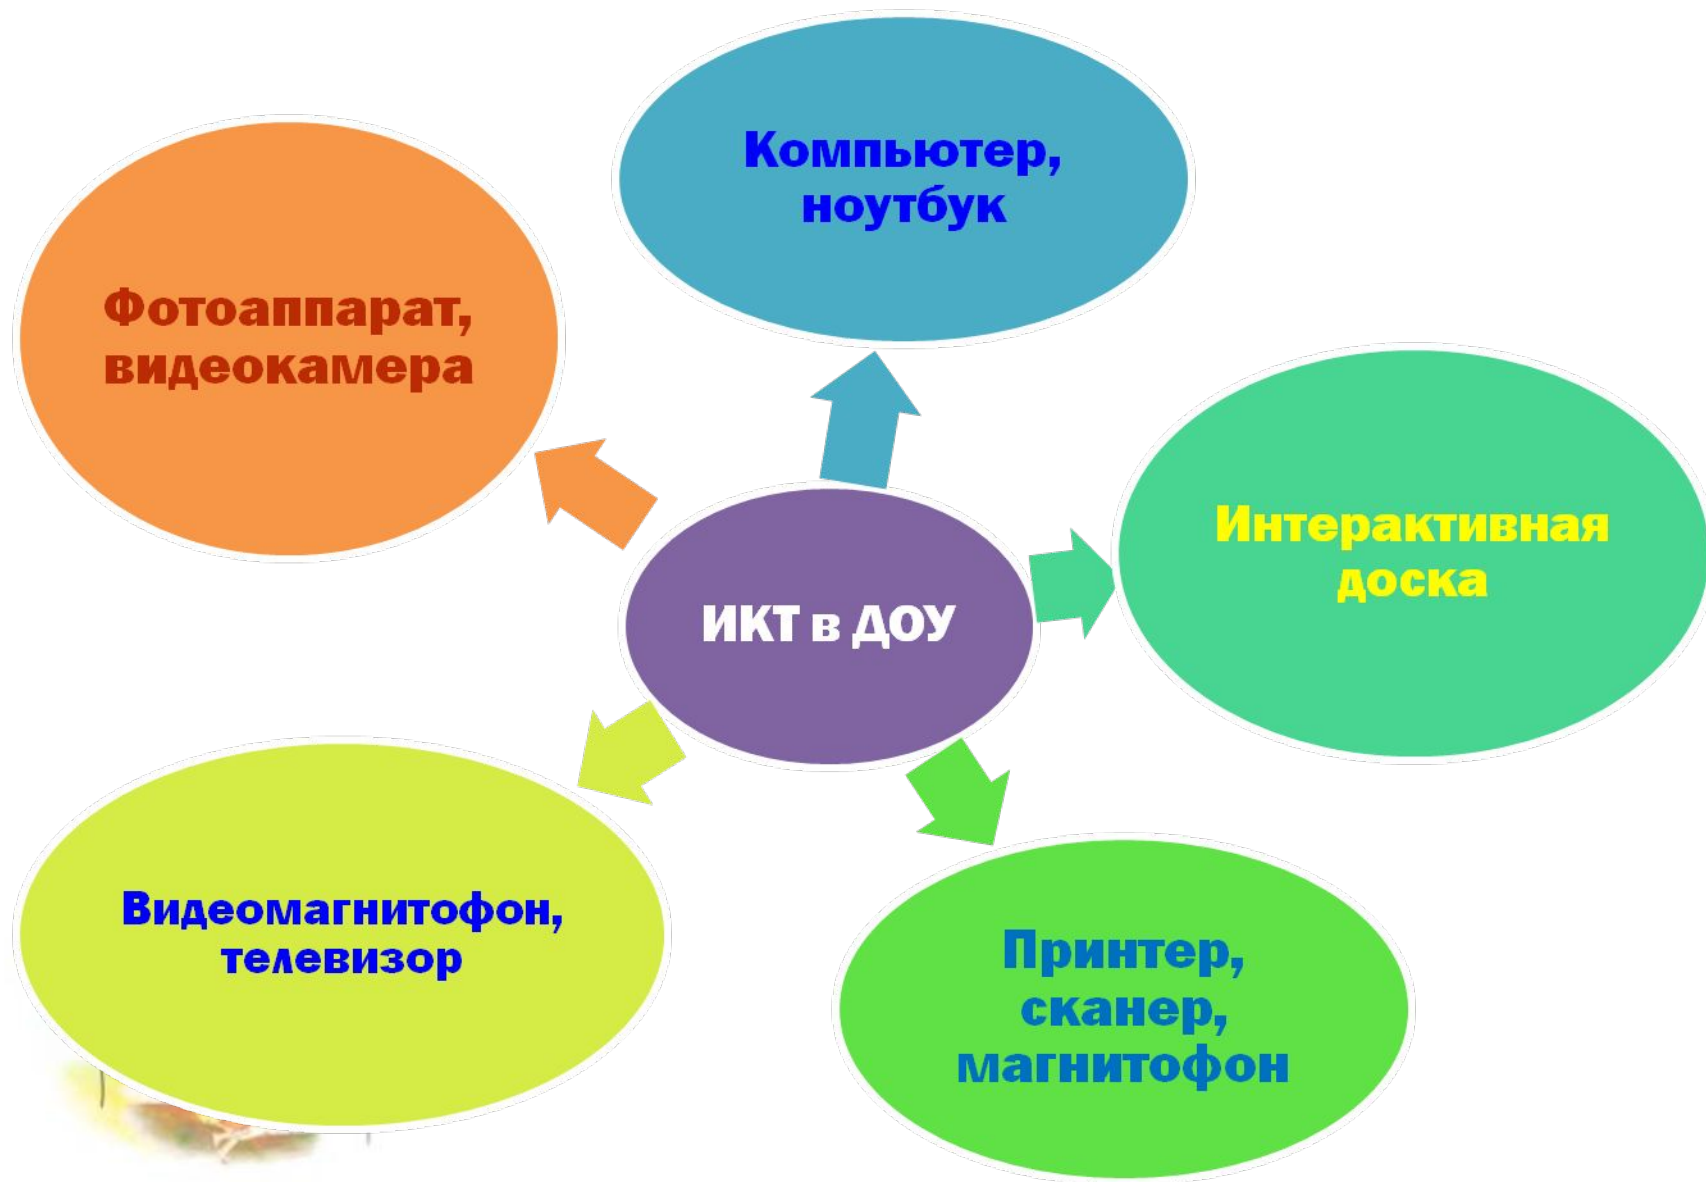 Компьютер,
ноутбук
Фотоаппарат,
видеокамера
Интерактивная
доска
ИКТ в ДОУ
Видеомагнитофон,
телевизор
Принтер,
сканер,
магнитофон